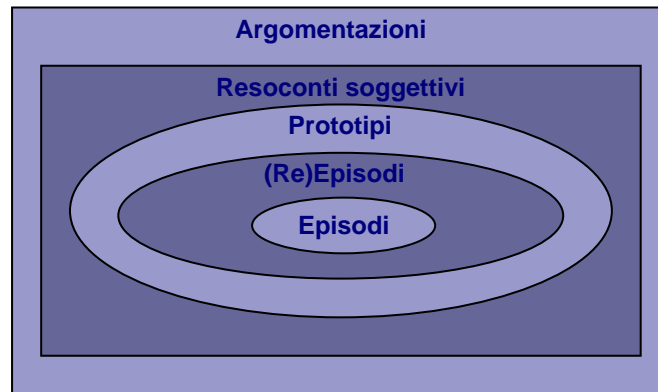 Argomentazioni
Resoconti soggettivi
Prototipi
(Re)Episodi
Episodi